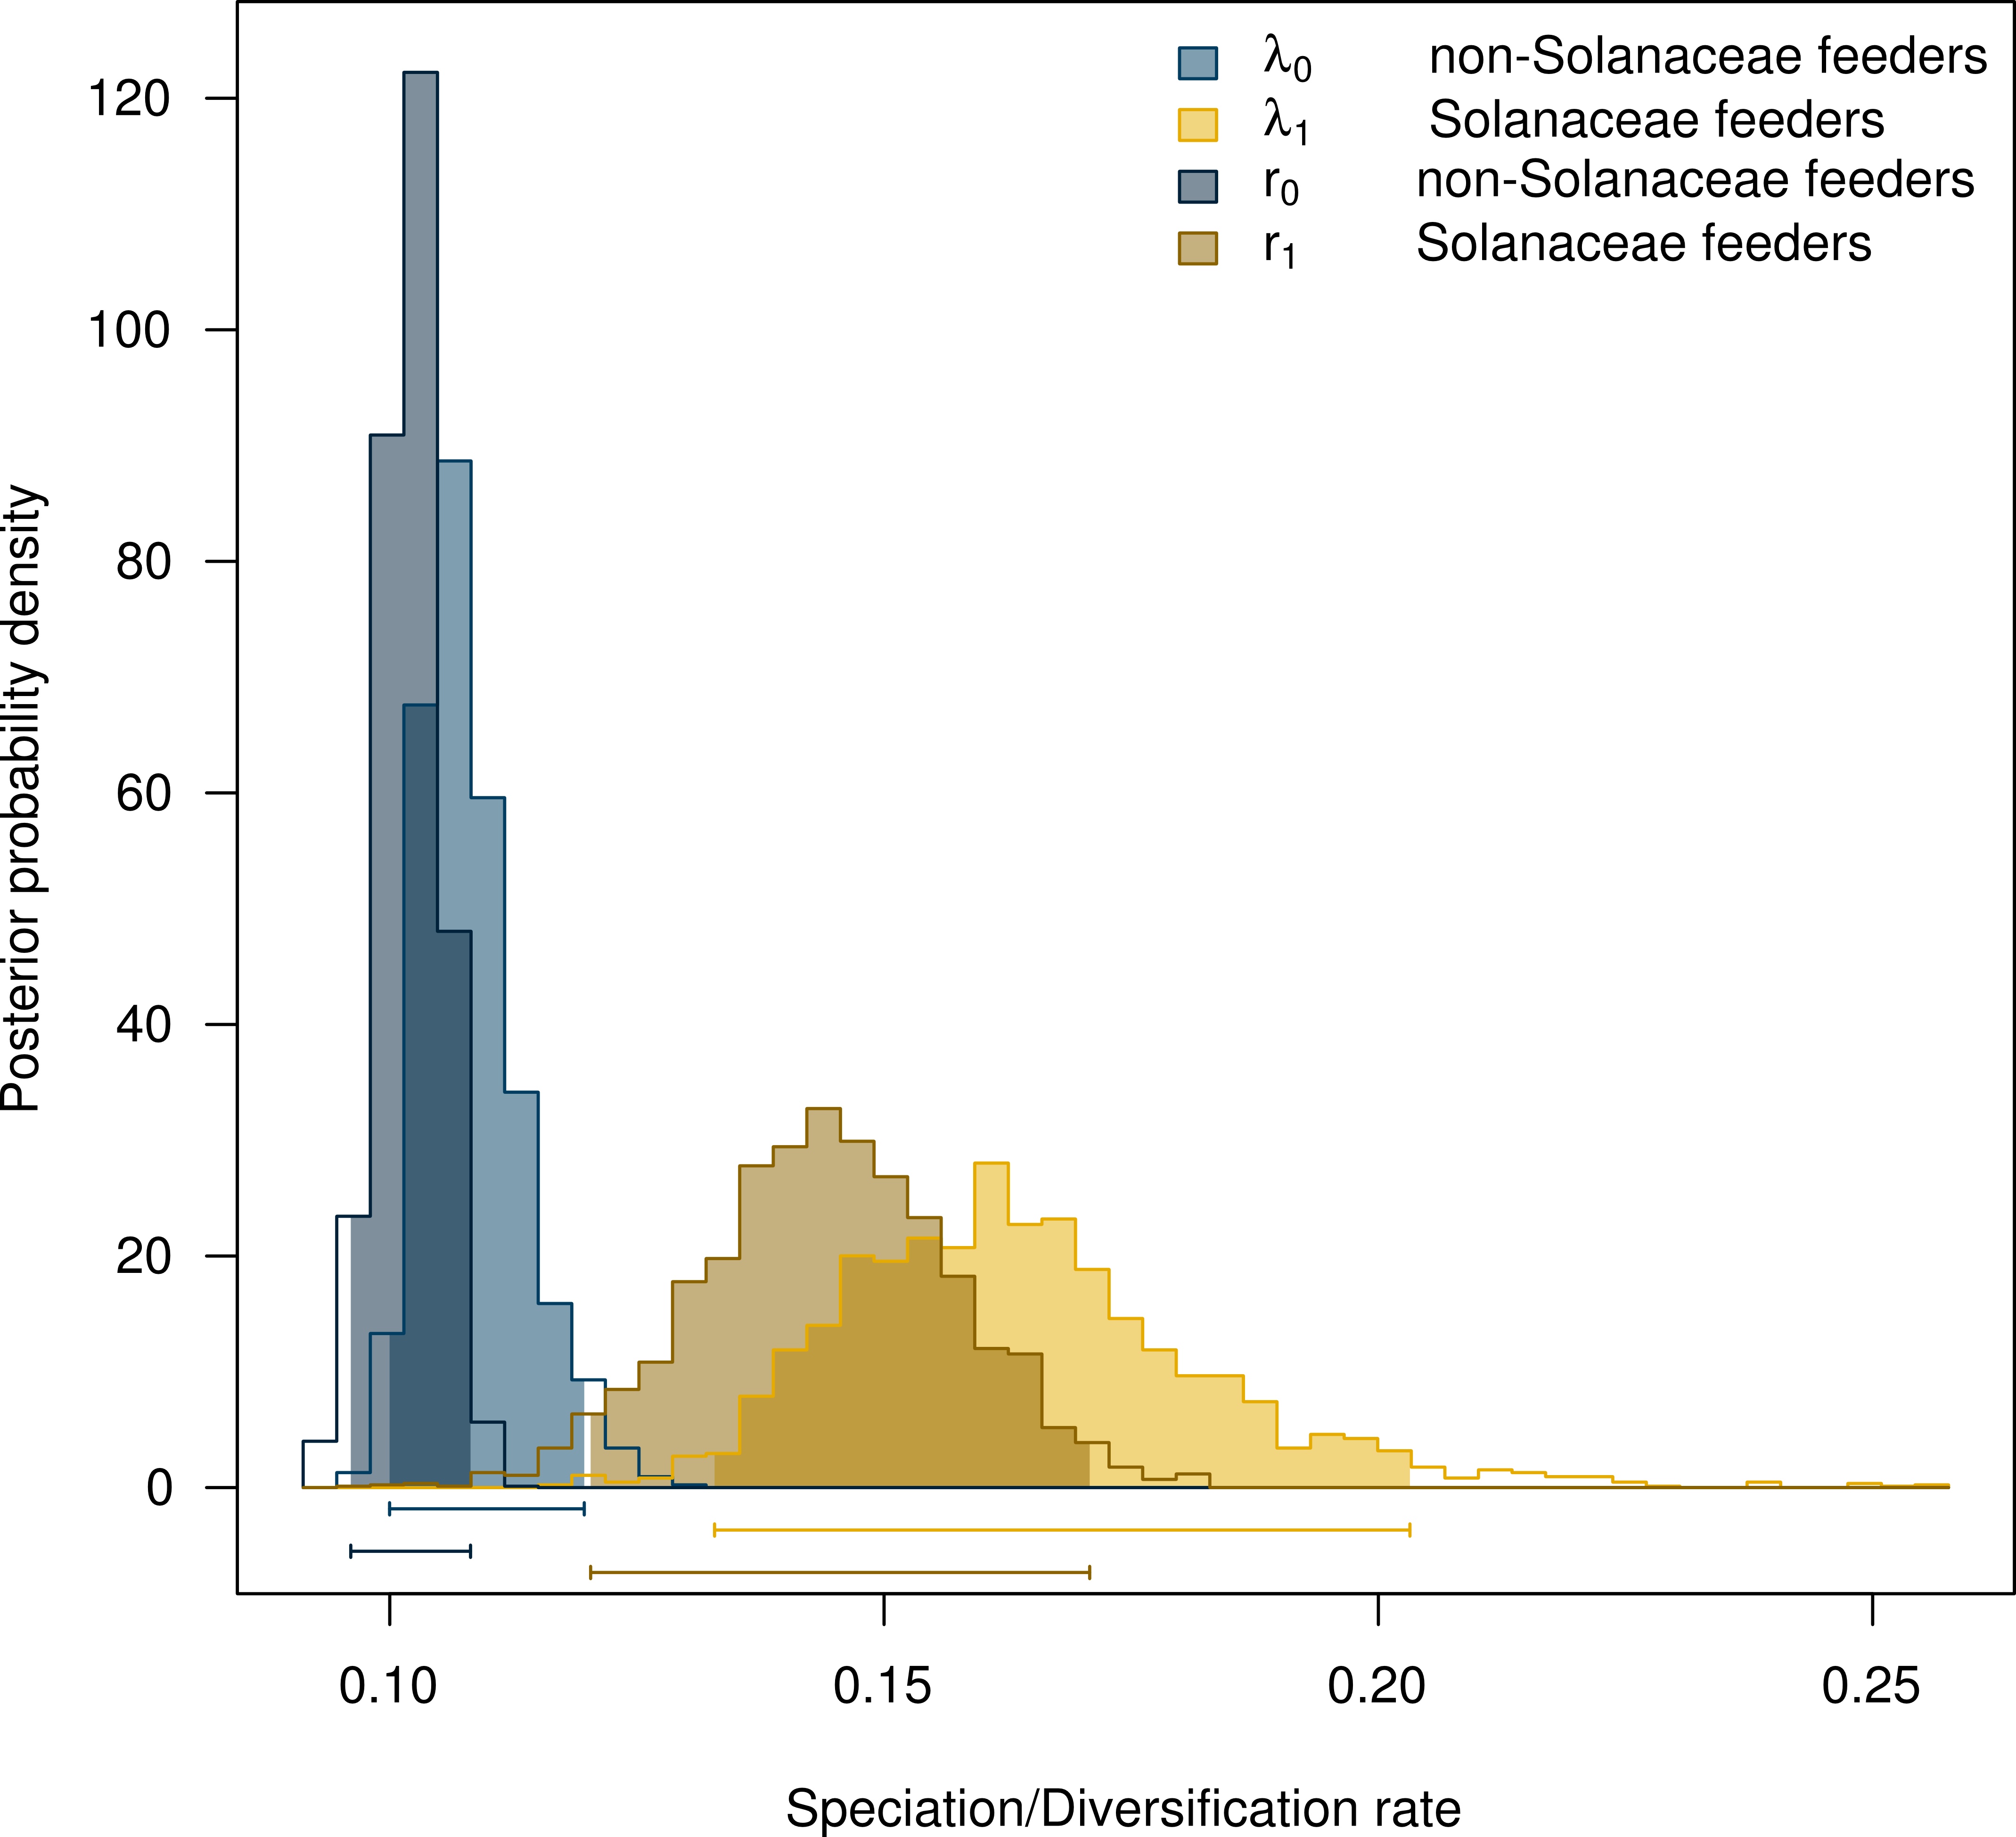 λ0 non-Solanaceae feeders
λ1 Solanaceae feeders
r0 non-Solanaceae feeders
r1 Solanaceae feeders
120
100
80
60
40
20
0
Posterior probability density
0.10 0.15 0.20 0.25
Speciation/Diversification rate